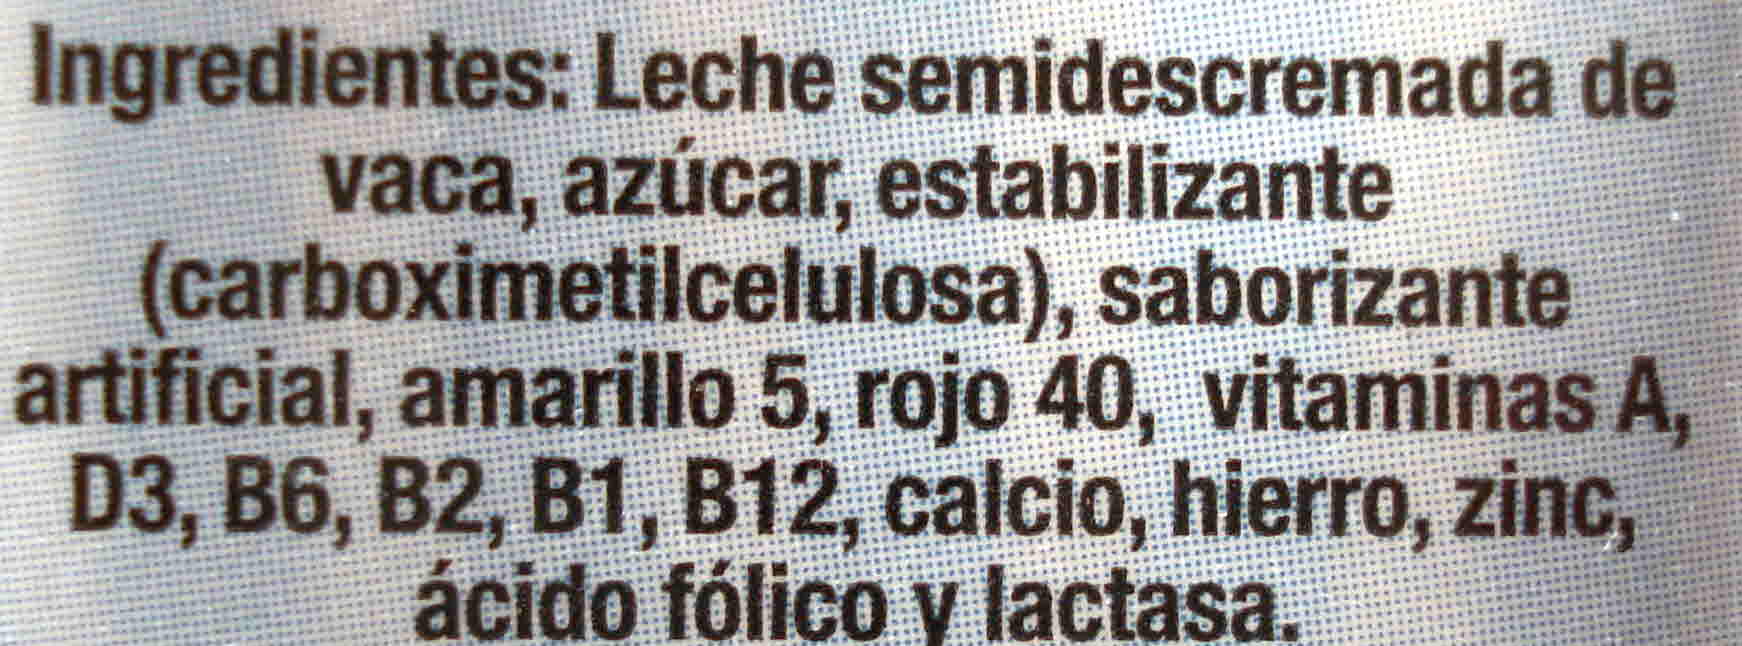 Ingredientes: Leche semidescremada de
vaca, azúcar, estabilizante
(carboximetilcelulosa), saborizante
artificial, amarillo 5, rojo 40, vitaminas A,
D3, B6, B2, B1, B12, calcio, hierro, zinc,
ácido fólico y lactasa.